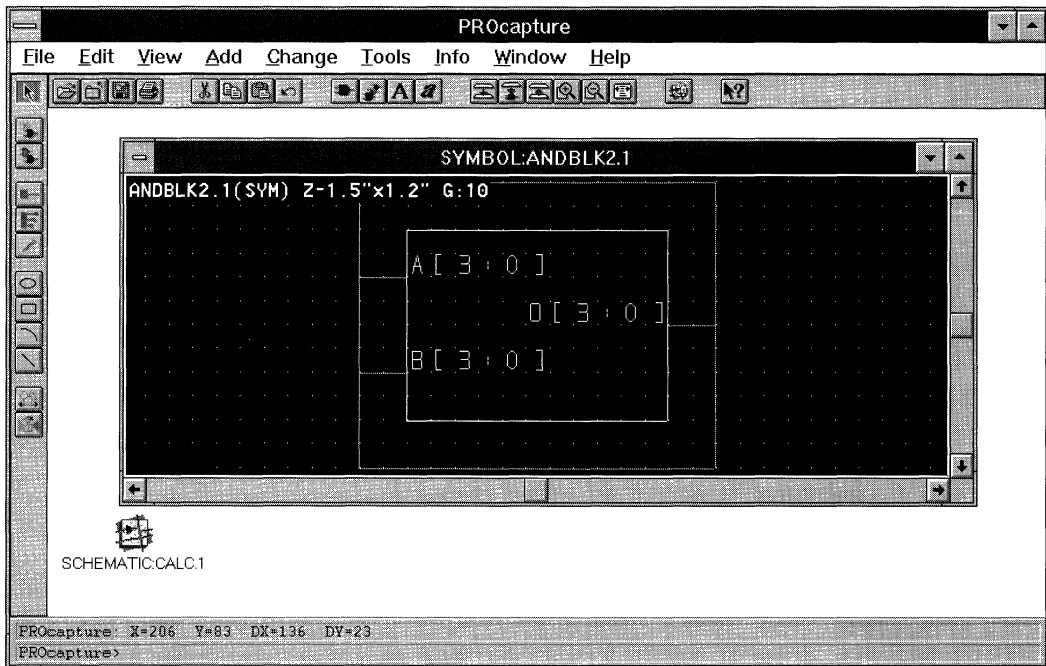 PROcapture
File Edit View Add Change Tools Info Window Help
SYMBOL:ANDBLK2.1
ANDBLK2.1(SYM) Z-1.5"x1.2" G:10
A[3:0]
O[3:0]
B[3:0]
SCHEMATIC:CALC.1
PROcapture: X=206 Y=83 DX=136 DY=23
PROcapture>